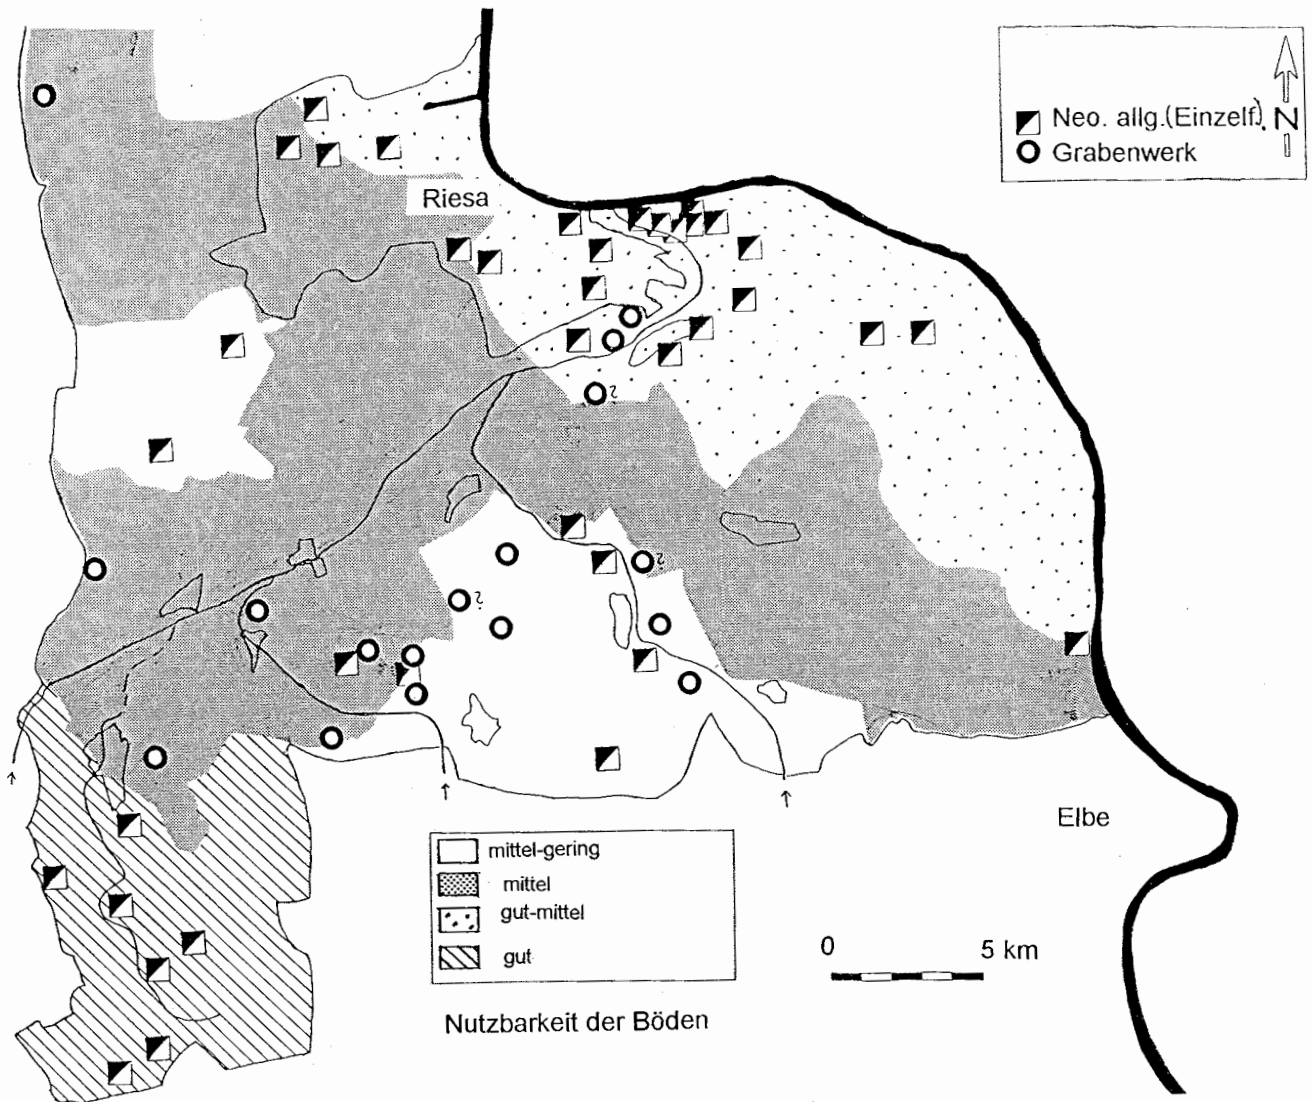 Neo. allg.(Einzelf).
N
Grabenwerk
Riesa
?
?
?
Elbe
mittel-gering
mittel
gut-mittel
gut
0 5 km
Nutzbarkeit der Böden